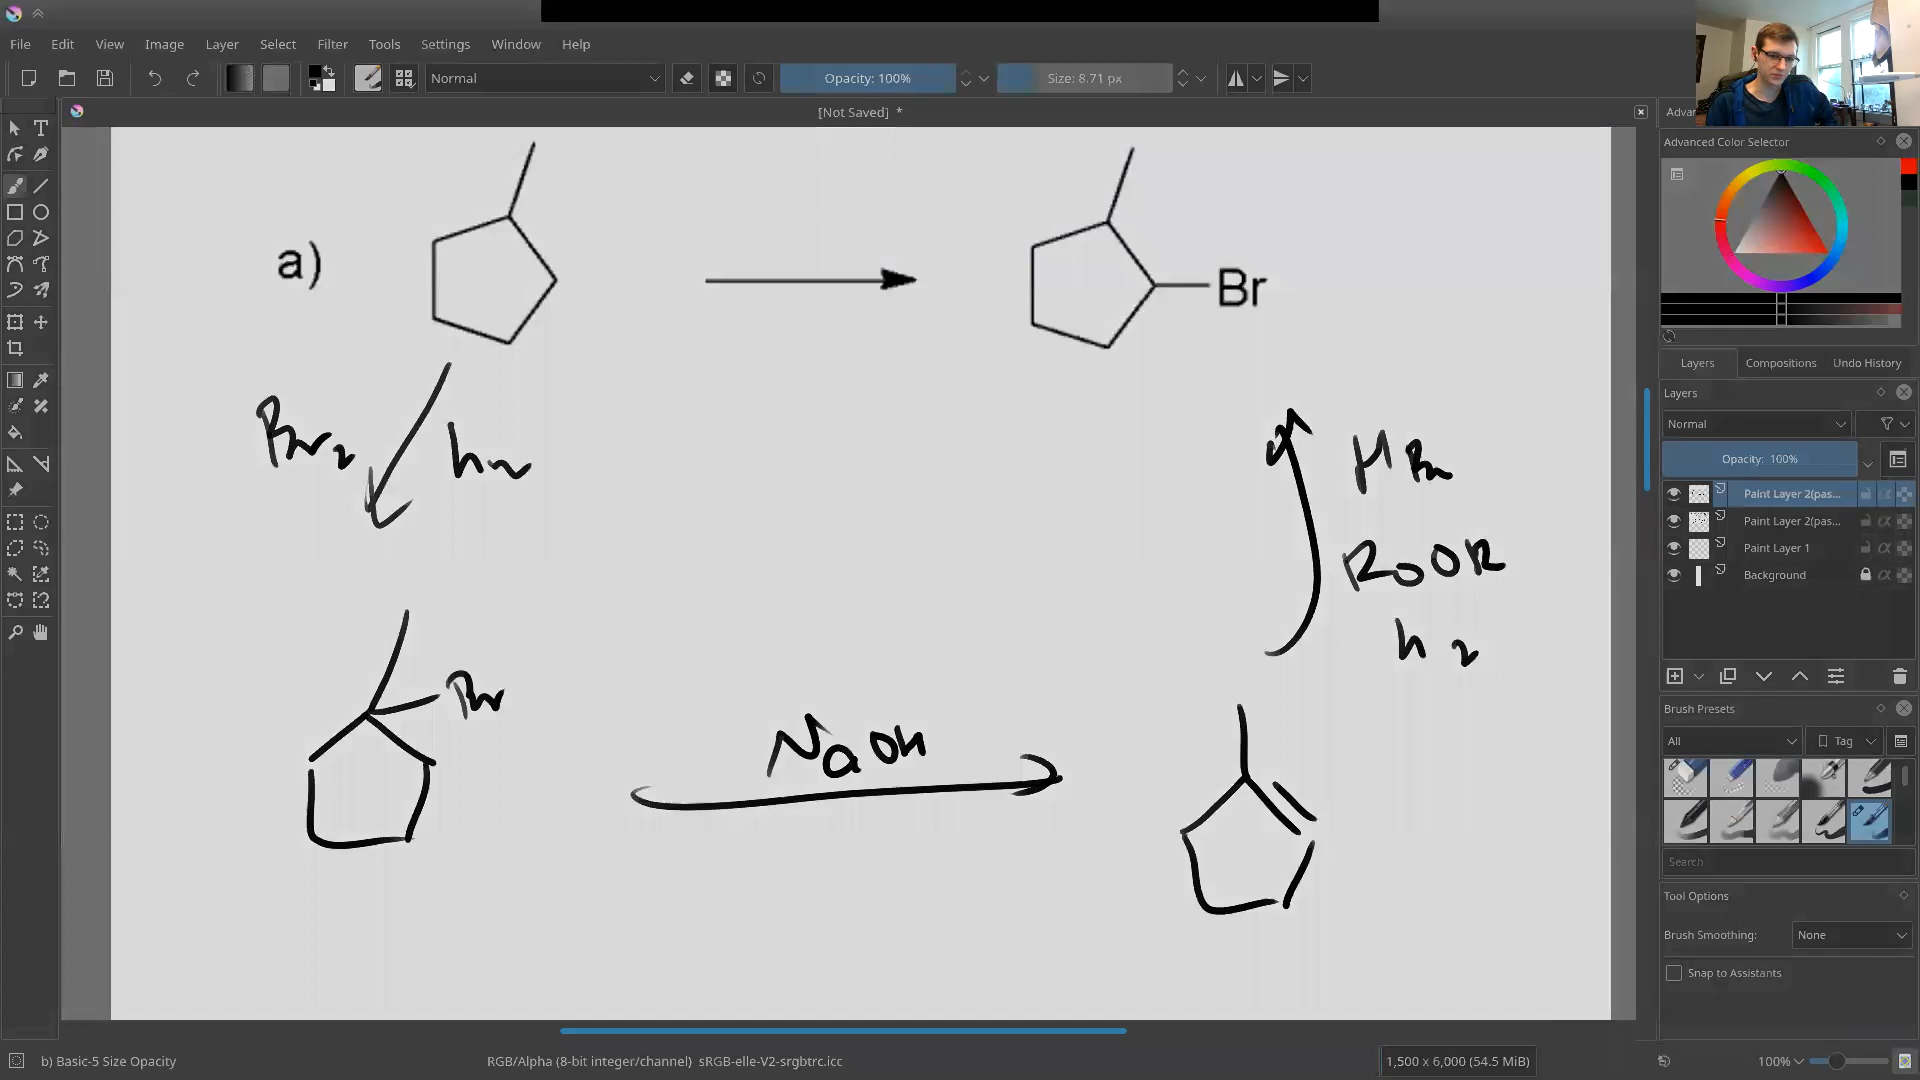 File Edit View Image Layer Select Filter Tools Settings Window Help
Normal Opacity: 100% Size: 8.71 px
[Not Saved] *
Advan
Advanced Color Selector
a)
Br
Br2 hν
HBr
ROOR
hν
Br
NaOH
Layers Compositions Undo History
Layers
Normal
Opacity: 100%
Paint Layer 2(pas...
Paint Layer 2(pas...
Paint Layer 1
Background
Brush Presets
All Tag
Search
Tool Options
Brush Smoothing: None
Snap to Assistants
b) Basic-5 Size Opacity RGB/Alpha (8-bit integer/channel) sRGB-elle-V2-srgbtrc.icc 1,500 x 6,000 (54.5 MiB) 100%